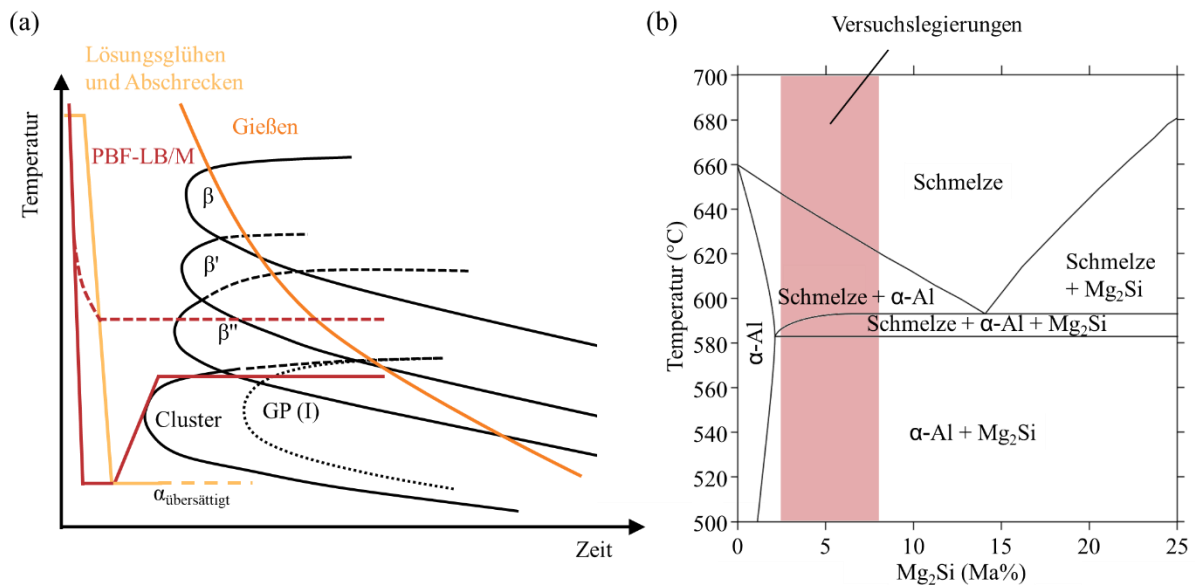 (a)
Lösungsglühen
und Abschrecken
Gießen
PBF-LB/M
Temperatur
β
β'
β''
Cluster
GP (I)
αübersättigt
Zeit
(b)
Versuchslegierungen
700
680
660
640
620
600
580
560
540
520
500
Temperatur (°C)
Schmelze
Schmelze
+ Mg₂Si
Schmelze + α-Al
Schmelze + α-Al + Mg₂Si
α-Al
α-Al + Mg₂Si
0 5 10 15 20 25
Mg₂Si (Ma%)